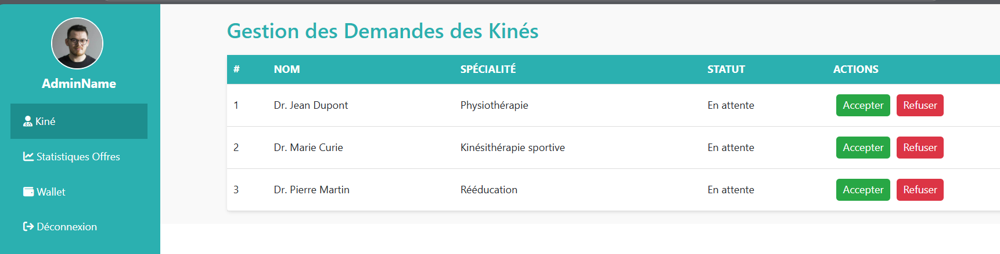 AdminName
Kiné
Statistiques Offres
Wallet
Déconnexion
Gestion des Demandes des Kinés
# NOM SPÉCIALITÉ STATUT ACTIONS
1 Dr. Jean Dupont Physiothérapie En attente Accepter Refuser
2 Dr. Marie Curie Kinésithérapie sportive En attente Accepter Refuser
3 Dr. Pierre Martin Rééducation En attente Accepter Refuser